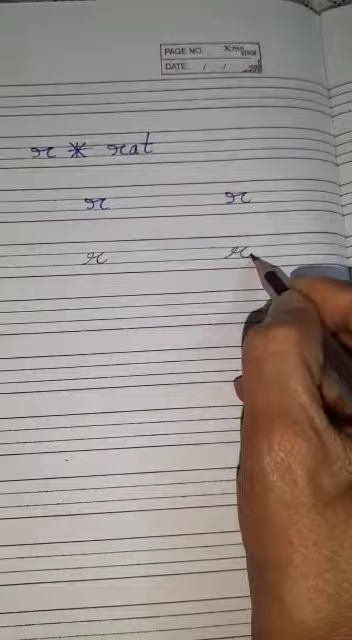 PAGE NO.
DATE / /
r * rat
r r
r r